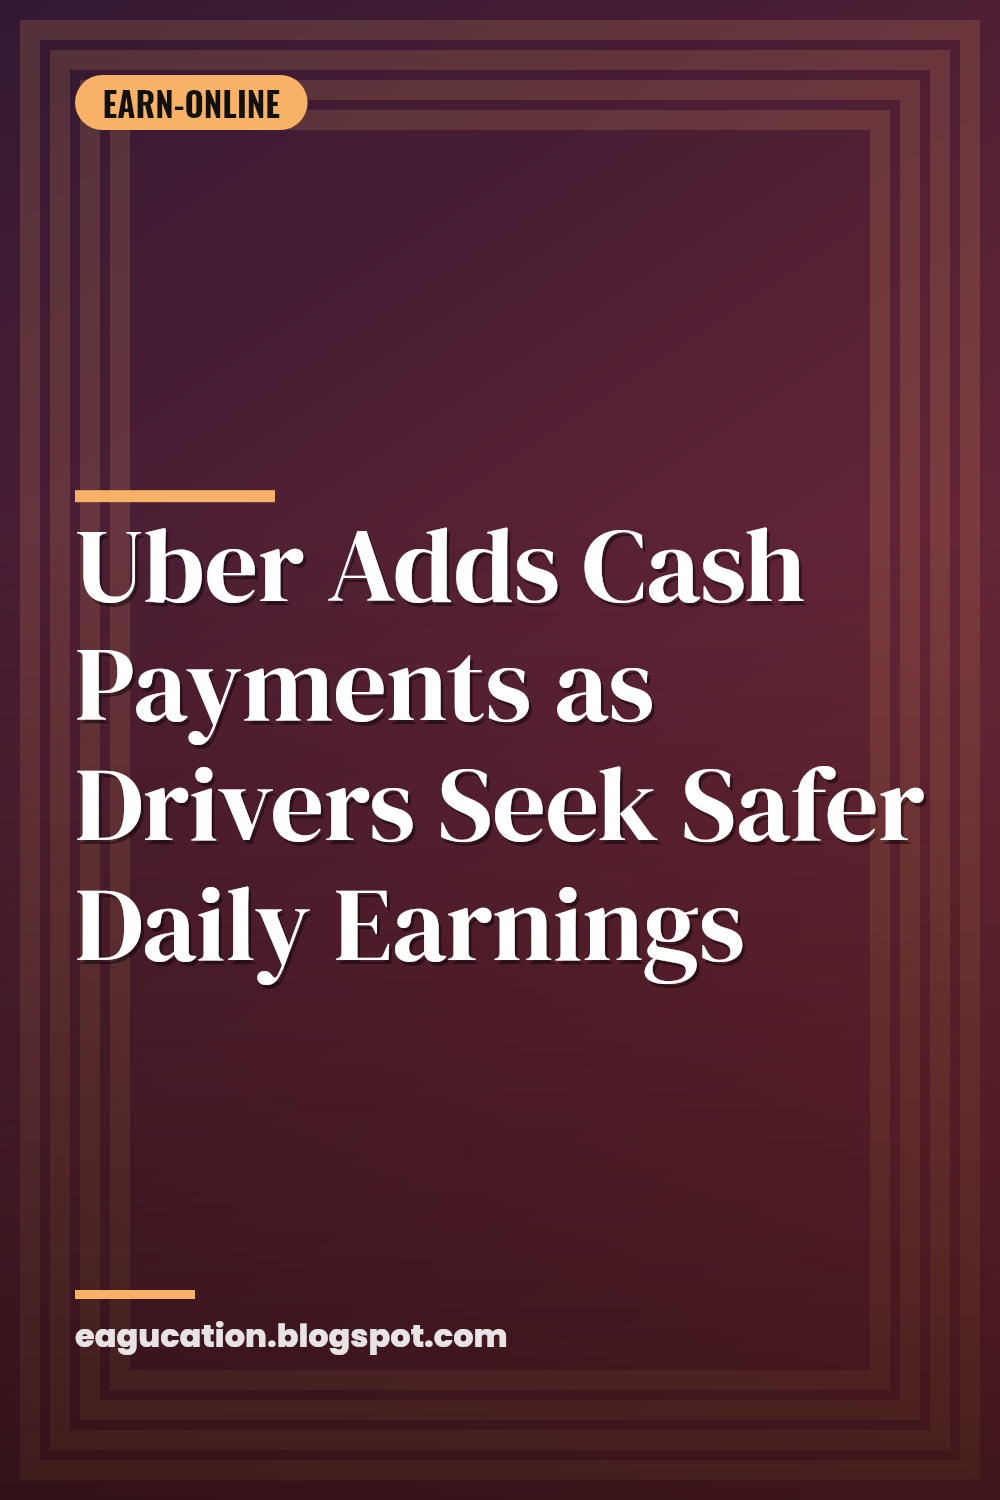 EARN-ONLINE
Uber Adds Cash
Payments as
Drivers Seek Safer
Daily Earnings
eagucation.blogspot.com